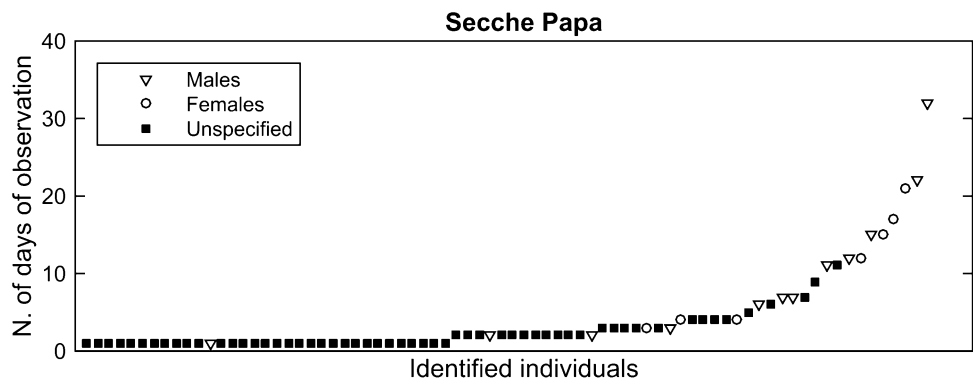 Secche Papa
40
30
20
10
0
N. of days of observation
Males
Females
Unspecified
Identified individuals